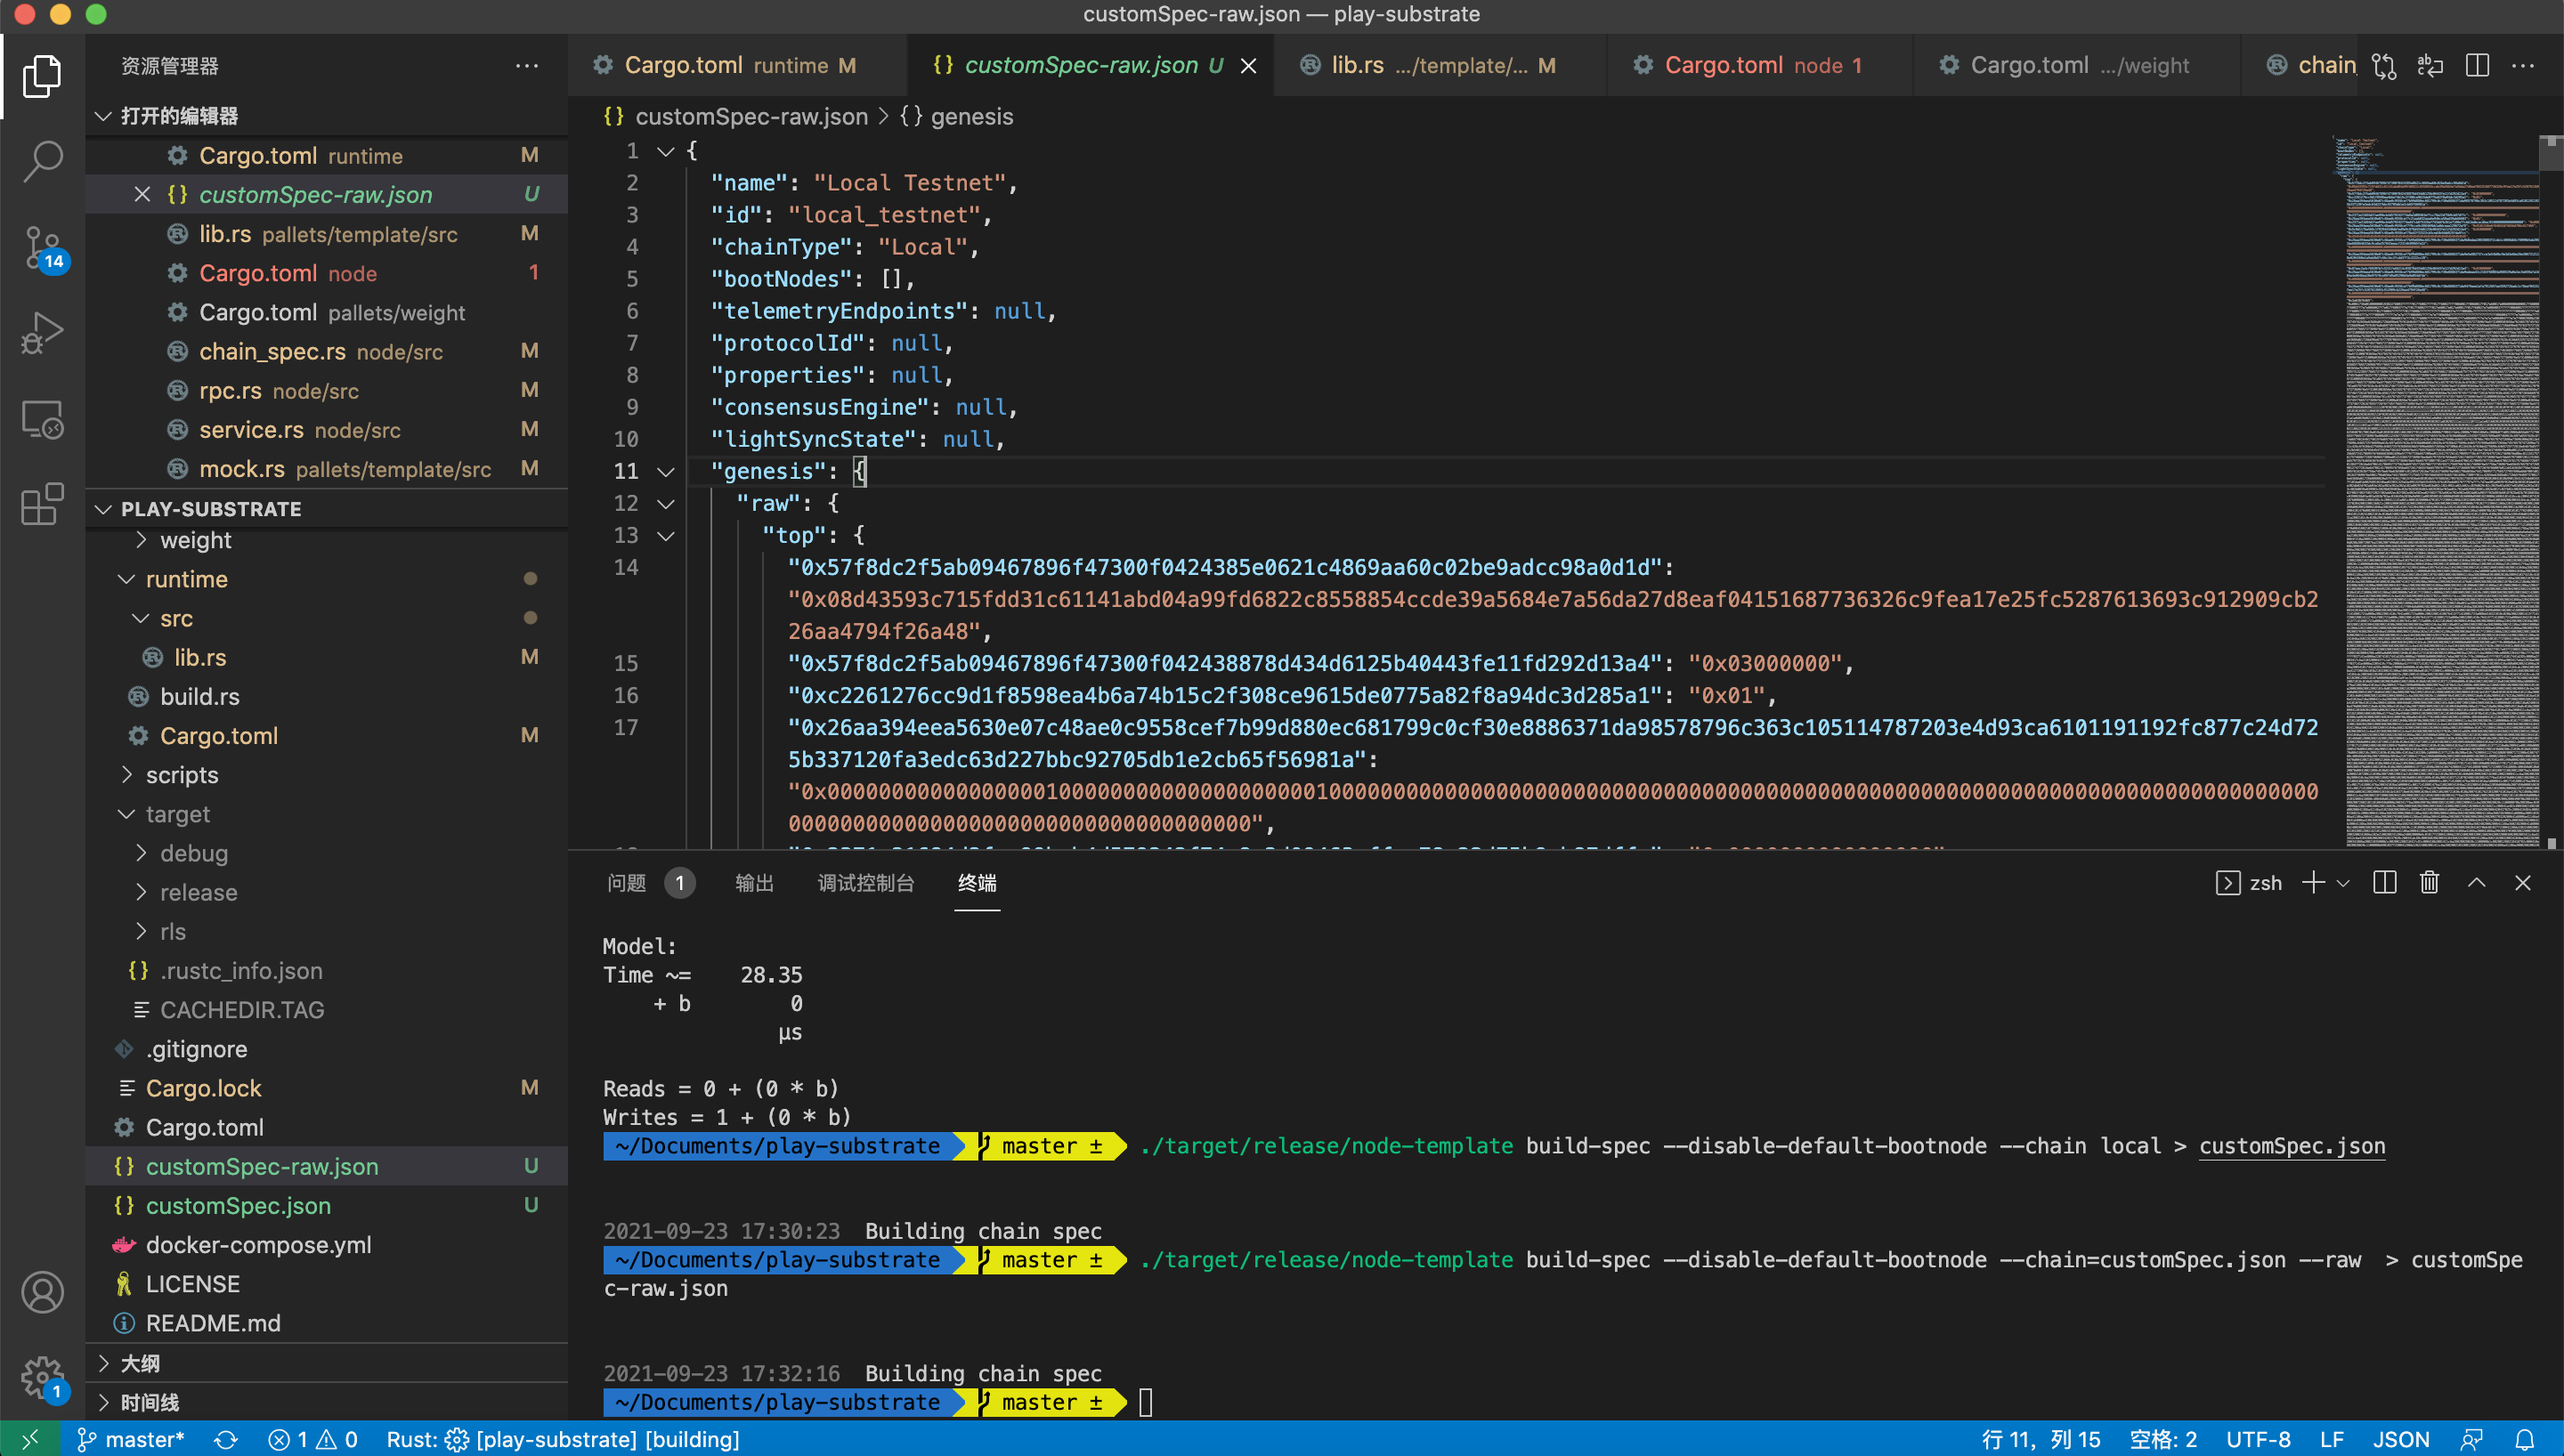 customSpec-raw.json — play-substrate
资源管理器
打开的编辑器
Cargo.toml runtime M
customSpec-raw.json U
lib.rs pallets/template/src M
Cargo.toml node 1
Cargo.toml pallets/weight
chain_spec.rs node/src M
rpc.rs node/src M
service.rs node/src M
mock.rs pallets/template/src M
PLAY-SUBSTRATE
weight
runtime
src
lib.rs M
build.rs
Cargo.toml M
scripts
target
debug
release
rls
.rustc_info.json
CACHEDIR.TAG
.gitignore
Cargo.lock M
Cargo.toml
customSpec-raw.json U
customSpec.json U
docker-compose.yml
LICENSE
README.md
大纲
时间线
14
1
Cargo.toml runtime M
customSpec-raw.json U
lib.rs .../template/... M
Cargo.toml node 1
Cargo.toml .../weight
chain
customSpec-raw.json > {} genesis
1 {
2 "name": "Local Testnet",
3 "id": "local_testnet",
4 "chainType": "Local",
5 "bootNodes": [],
6 "telemetryEndpoints": null,
7 "protocolId": null,
8 "properties": null,
9 "consensusEngine": null,
10 "lightSyncState": null,
11 "genesis": {
12 "raw": {
13 "top": {
14 "0x57f8dc2f5ab09467896f47300f0424385e0621c4869aa60c02be9adcc98a0d1d":
"0x08d43593c715fdd31c61141abd04a99fd6822c8558854ccde39a5684e7a56da27d8eaf04151687736326c9fea17e25fc5287613693c912909cb2
26aa4794f26a48",
15 "0x57f8dc2f5ab09467896f47300f042438878d434d6125b40443fe11fd292d13a4": "0x03000000",
16 "0xc2261276cc9d1f8598ea4b6a74b15c2f308ce9615de0775a82f8a94dc3d285a1": "0x01",
17 "0x26aa394eea5630e07c48ae0c9558cef7b99d880ec681799c0cf30e8886371da98578796c363c105114787203e4d93ca6101191192fc877c24d72
5b337120fa3edc63d227bbc92705db1e2cb65f56981a":
问题 1 输出 调试控制台 终端
zsh
Model:
Time ~= 28.35
+ b 0
µs
Reads = 0 + (0 * b)
Writes = 1 + (0 * b)
~/Documents/play-substrate master ± ./target/release/node-template build-spec --disable-default-bootnode --chain local > customSpec.json
2021-09-23 17:30:23 Building chain spec
~/Documents/play-substrate master ± ./target/release/node-template build-spec --disable-default-bootnode --chain=customSpec.json --raw > customSpe
c-raw.json
2021-09-23 17:32:16 Building chain spec
~/Documents/play-substrate master ±
master* 1 0 Rust: [play-substrate] [building] 行 11，列 15 空格: 2 UTF-8 LF JSON